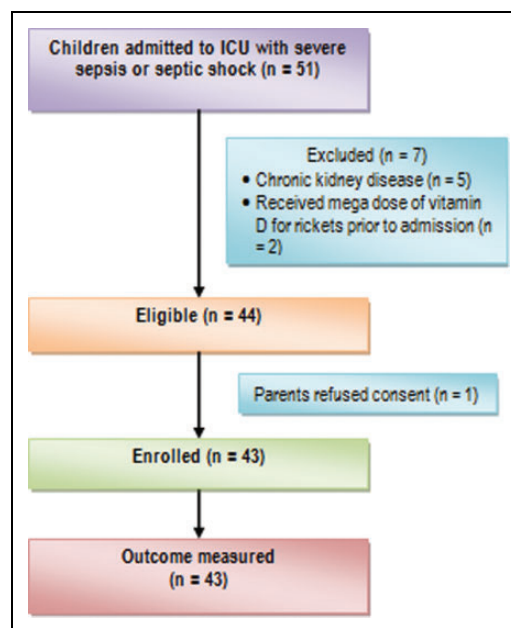 Children admitted to ICU with severe
sepsis or septic shock (n = 51)
Excluded (n = 7)
• Chronic kidney disease (n = 5)
• Received mega dose of vitamin
D for rickets prior to admission (n
= 2)
Eligible (n = 44)
Parents refused consent (n = 1)
Enrolled (n = 43)
Outcome measured
(n = 43)